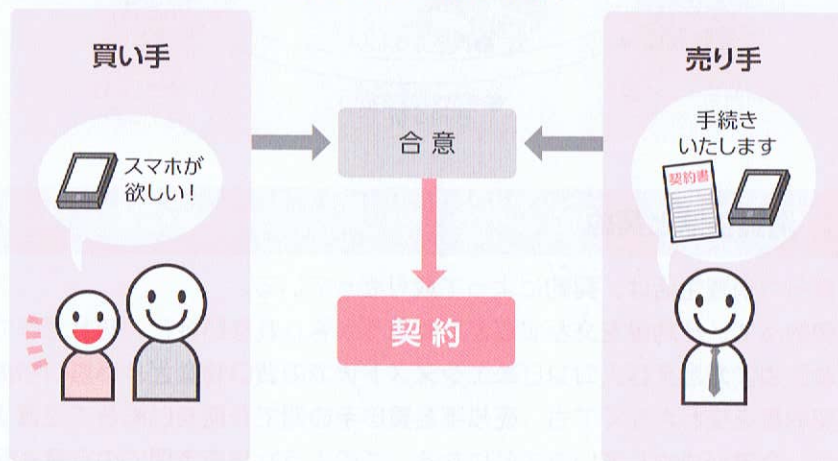 買い手
スマホが
欲しい！
合意
契約
売り手
手続き
いたします
契約書